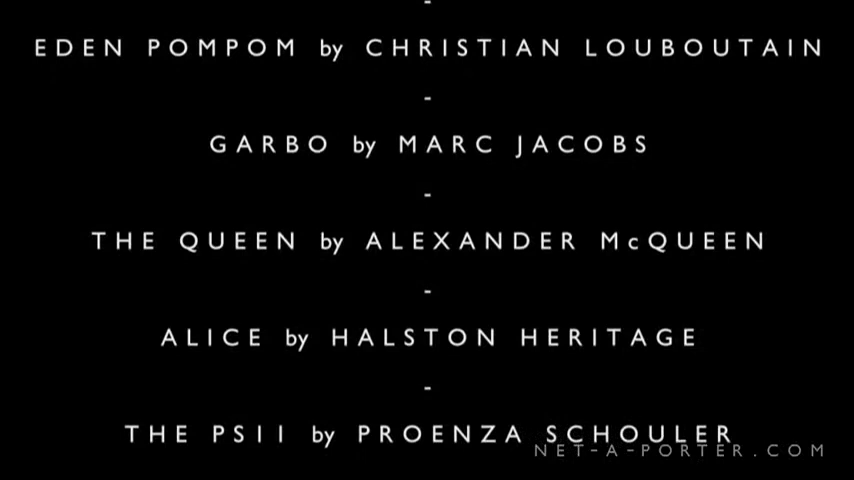 -
EDEN POMPOM by CHRISTIAN LOUBOUTAIN
-
GARBO by MARC JACOBS
-
THE QUEEN by ALEXANDER McQUEEN
-
ALICE by HALSTON HERITAGE
-
THE PS11 by PROENZA SCHOULER
NET-A-PORTER.COM